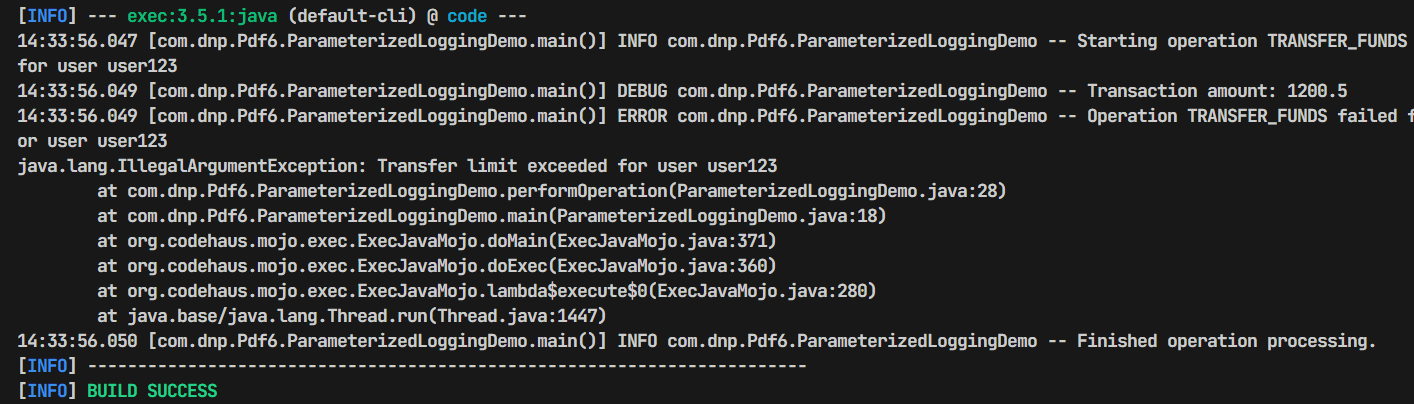 [INFO] --- exec:3.5.1:java (default-cli) @ code ---
14:33:56.047 [com.dnp.Pdf6.ParameterizedLoggingDemo.main()] INFO com.dnp.Pdf6.ParameterizedLoggingDemo -- Starting operation TRANSFER_FUNDS
for user user123
14:33:56.049 [com.dnp.Pdf6.ParameterizedLoggingDemo.main()] DEBUG com.dnp.Pdf6.ParameterizedLoggingDemo -- Transaction amount: 1200.5
14:33:56.049 [com.dnp.Pdf6.ParameterizedLoggingDemo.main()] ERROR com.dnp.Pdf6.ParameterizedLoggingDemo -- Operation TRANSFER_FUNDS failed f
or user user123
java.lang.IllegalArgumentException: Transfer limit exceeded for user user123
        at com.dnp.Pdf6.ParameterizedLoggingDemo.performOperation(ParameterizedLoggingDemo.java:28)
        at com.dnp.Pdf6.ParameterizedLoggingDemo.main(ParameterizedLoggingDemo.java:18)
        at org.codehaus.mojo.exec.ExecJavaMojo.doMain(ExecJavaMojo.java:371)
        at org.codehaus.mojo.exec.ExecJavaMojo.doExec(ExecJavaMojo.java:360)
        at org.codehaus.mojo.exec.ExecJavaMojo.lambda$execute$0(ExecJavaMojo.java:280)
        at java.base/java.lang.Thread.run(Thread.java:1447)
14:33:56.050 [com.dnp.Pdf6.ParameterizedLoggingDemo.main()] INFO com.dnp.Pdf6.ParameterizedLoggingDemo -- Finished operation processing.
[INFO] ------------------------------------------------------------------------
[INFO] BUILD SUCCESS